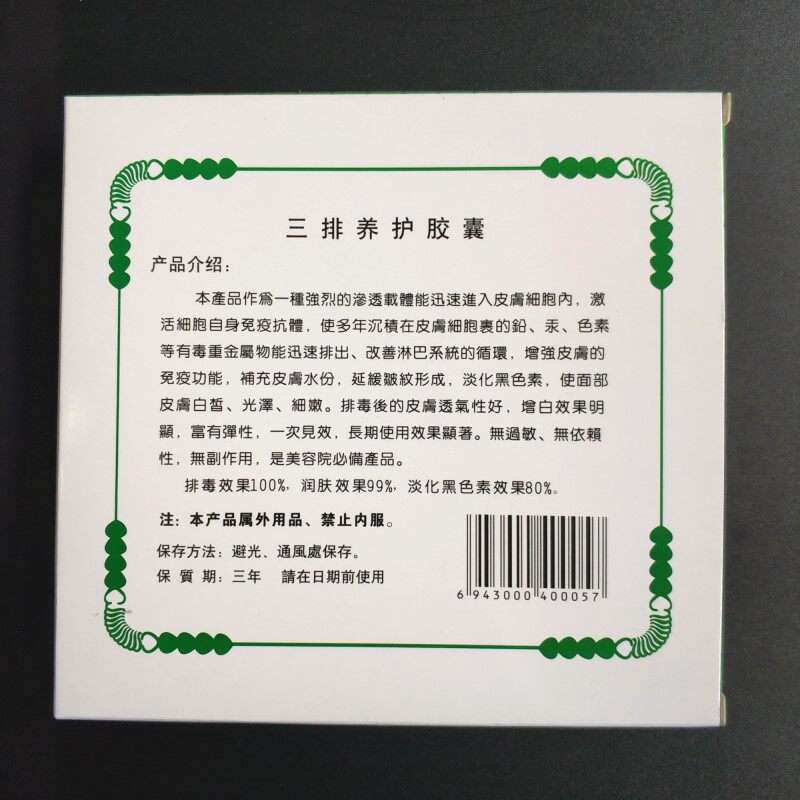 三排养护胶囊
产品介绍：
本產品作爲一種強烈的滲透載體能迅速進入皮膚細胞內，激
活細胞自身免疫抗體，使多年沉積在皮膚細胞裏的鉛、汞、色素
等有毒重金屬物能迅速排出、改善淋巴系統的循環，增強皮膚的
免疫功能，補充皮膚水份，延緩皺紋形成，淡化黑色素，使面部
皮膚白皙、光澤、細嫩。排毒後的皮膚透氣性好，增白效果明
顯，富有彈性，一次見效，長期使用效果顯著。無過敏、無依賴
性，無副作用，是美容院必備產品。
排毒效果100%，润肤效果99%，淡化黑色素效果80%。
注：本产品属外用品、禁止内服。
保存方法：避光、通風處保存。
保質期：三年 請在日期前使用
6 943000 400057